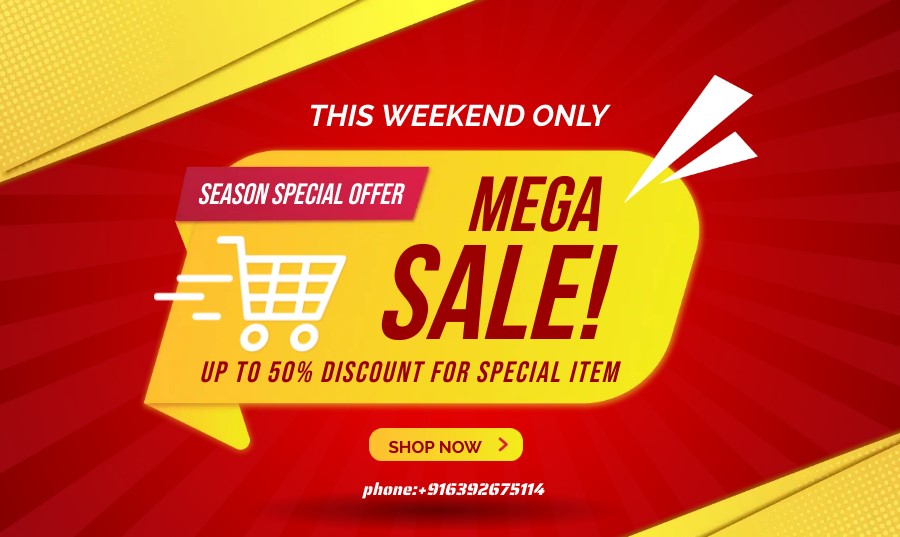 THIS WEEKEND ONLY
SEASON SPECIAL OFFER
MEGA
SALE!
UP TO 50% DISCOUNT FOR SPECIAL ITEM
SHOP NOW
phone:+916392675114